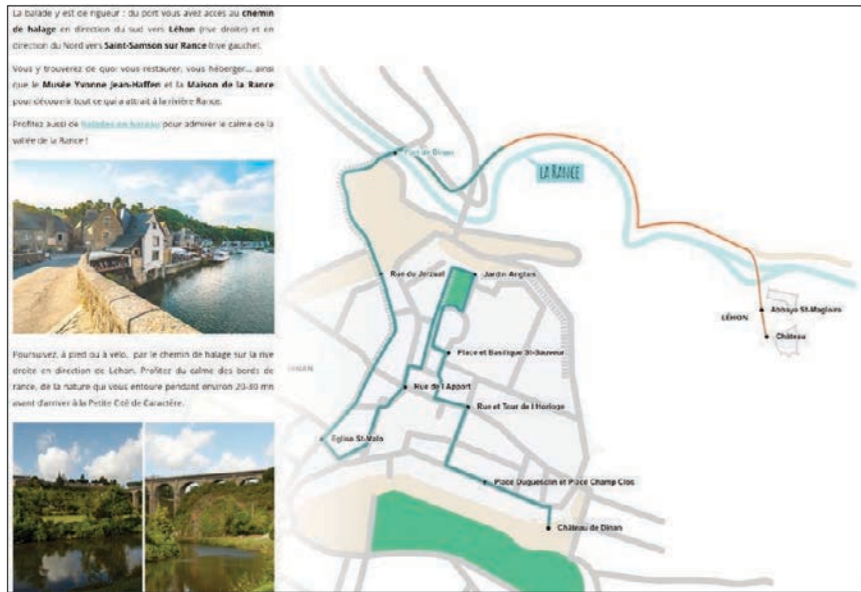 La balade y est de rigueur : du port vous avez accès au chemin
de halage en direction du sud vers Léhon (rive droite) et en
direction du Nord vers Saint-Samson sur Rance (rive gauche).
Vous y trouverez de quoi vous restaurer, vous héberger... ainsi
que le Musée Yvonne Jean-Haffen et la Maison de la Rance
pour découvrir tout ce qui a attrait à la rivière Rance.
Profitez aussi de balades en bateau pour admirer le calme de la
vallée de la Rance !
Poursuivez, à pied ou à vélo, par le chemin de halage sur la rive
droite en direction de Léhon. Profitez du calme des bords de
rance, de la nature qui vous entoure pendant environ 20-30 mn
avant d'arriver à la Petite Cité de Caractère.
Port de Dinan
LA RANCE
Rue du Jerzual
Jardin Anglais
Abbaye St-Magloire
LÉHON
Château
Place et Basilique St-Sauveur
DINAN
Rue de l'Apport
Rue et Tour de l'Horloge
Eglise St-Malo
Place Duguesclin et Place Champ Clos
Château de Dinan